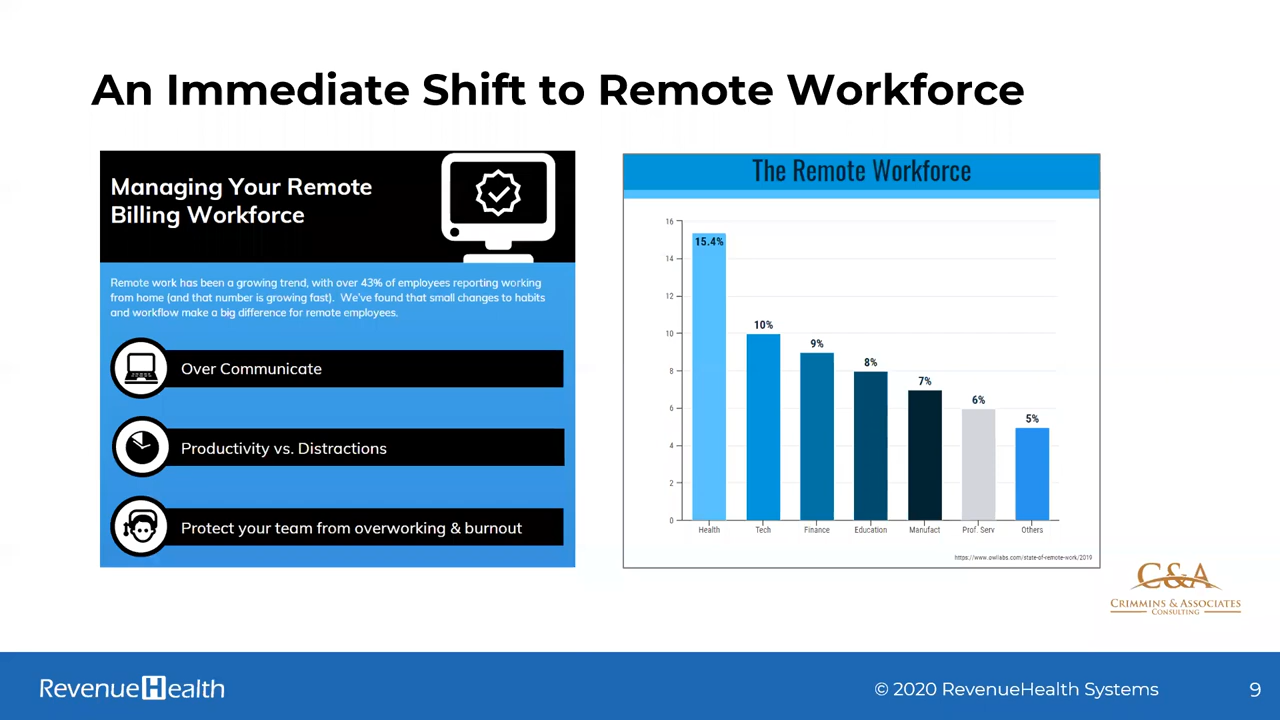 An Immediate Shift to Remote Workforce
Managing Your Remote
Billing Workforce
Remote work has been a growing trend, with over 43% of employees reporting working
from home (and that number is growing fast). We've found that small changes to habits
and workflow make a big difference for remote employees.
Over Communicate
Productivity vs. Distractions
Protect your team from overworking & burnout
The Remote Workforce
16
14
12
10
8
6
4
2
0
15.4%
10%
9%
8%
7%
6%
5%
Health Tech Finance Education Manufact Prof. Serv Others
https://www.owllabs.com/state-of-remote-work/2019
C&A
CRIMMINS & ASSOCIATES
CONSULTING
RevenueHealth
© 2020 RevenueHealth Systems
9